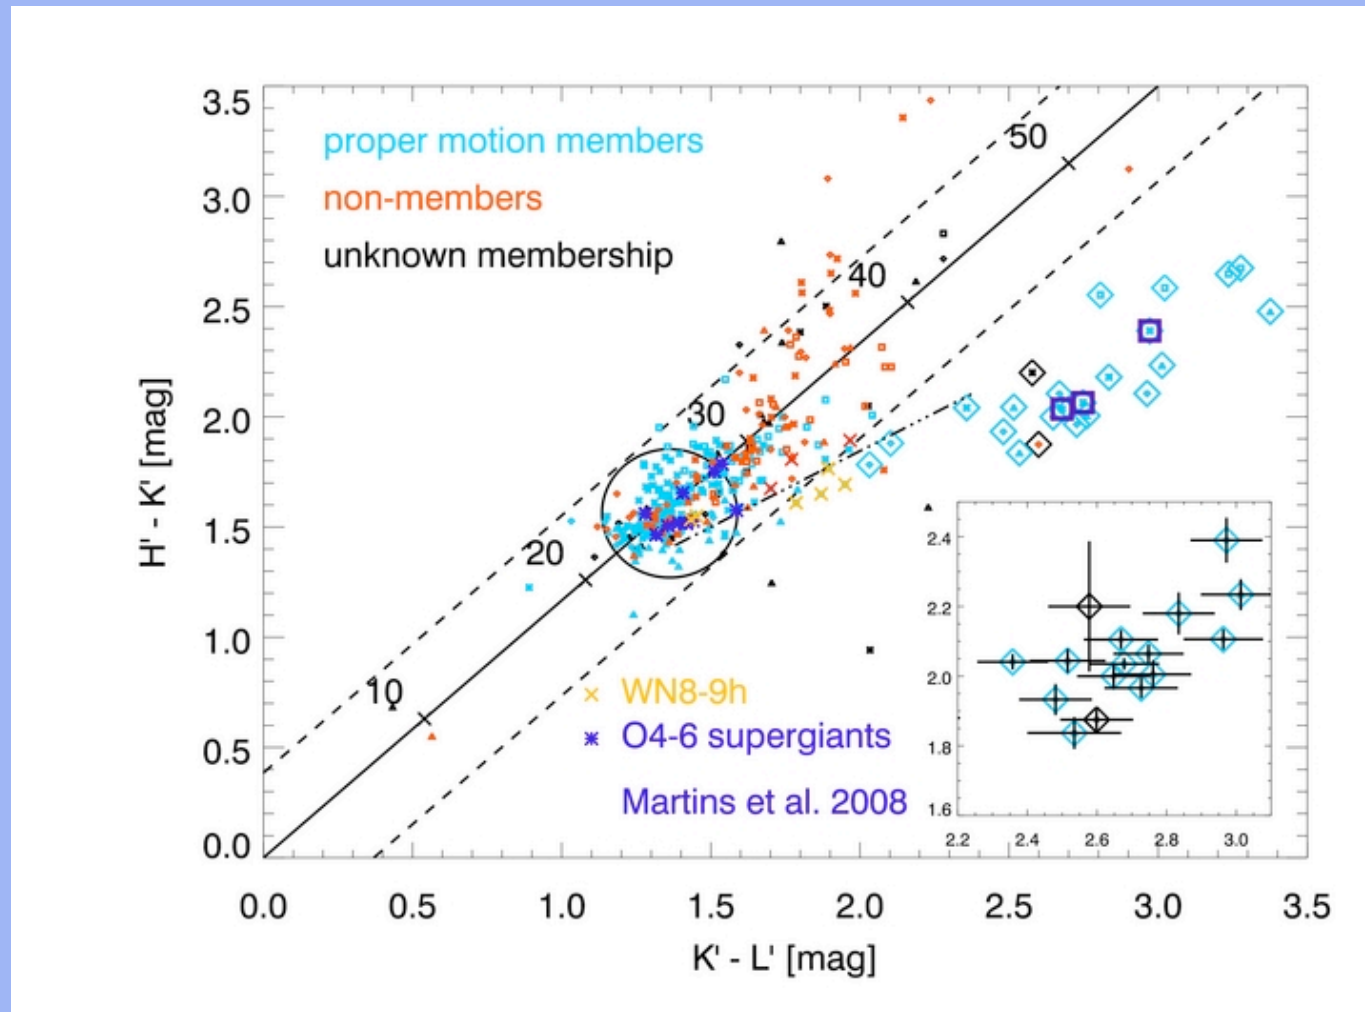 3.5
3.0
2.5
2.0
1.5
1.0
0.5
0.0
H' - K' [mag]
proper motion members
non-members
unknown membership
50
40
30
20
10
WN8-9h
O4-6 supergiants
Martins et al. 2008
2.4
2.2
2.0
1.8
1.6
2.2 2.4 2.6 2.8 3.0
0.0 0.5 1.0 1.5 2.0 2.5 3.0 3.5
K' - L' [mag]